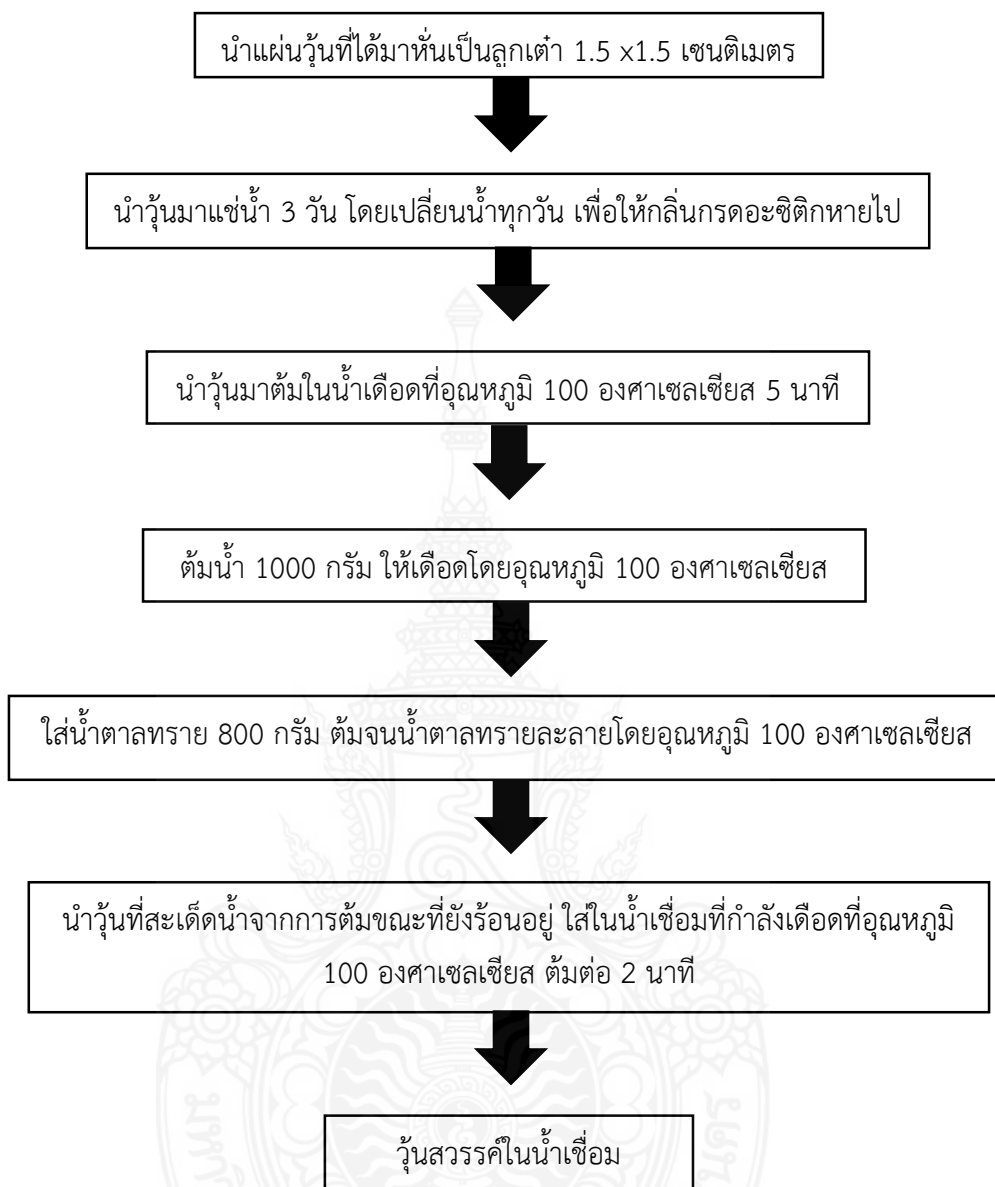 นำแผ่นวุ้นที่ได้มาหั่นเป็นลูกเต๋า 1.5 x1.5 เซนติเมตร
นำวุ้นมาแช่น้ำ 3 วัน โดยเปลี่ยนน้ำทุกวัน เพื่อให้กลิ่นกรดอะซิติกหายไป
นำวุ้นมาต้มในน้ำเดือดที่อุณหภูมิ 100 องศาเซลเซียส 5 นาที
ต้มน้ำ 1000 กรัม ให้เดือดโดยอุณหภูมิ 100 องศาเซลเซียส
ใส่น้ำตาลทราย 800 กรัม ต้มจนน้ำตาลทรายละลายโดยอุณหภูมิ 100 องศาเซลเซียส
นำวุ้นที่สะเด็ดน้ำจากการต้มขณะที่ยังร้อนอยู่ ใส่ในน้ำเชื่อมที่กำลังเดือดที่อุณหภูมิ
100 องศาเซลเซียส ต้มต่อ 2 นาที
วุ้นสวรรค์ในน้ำเชื่อม